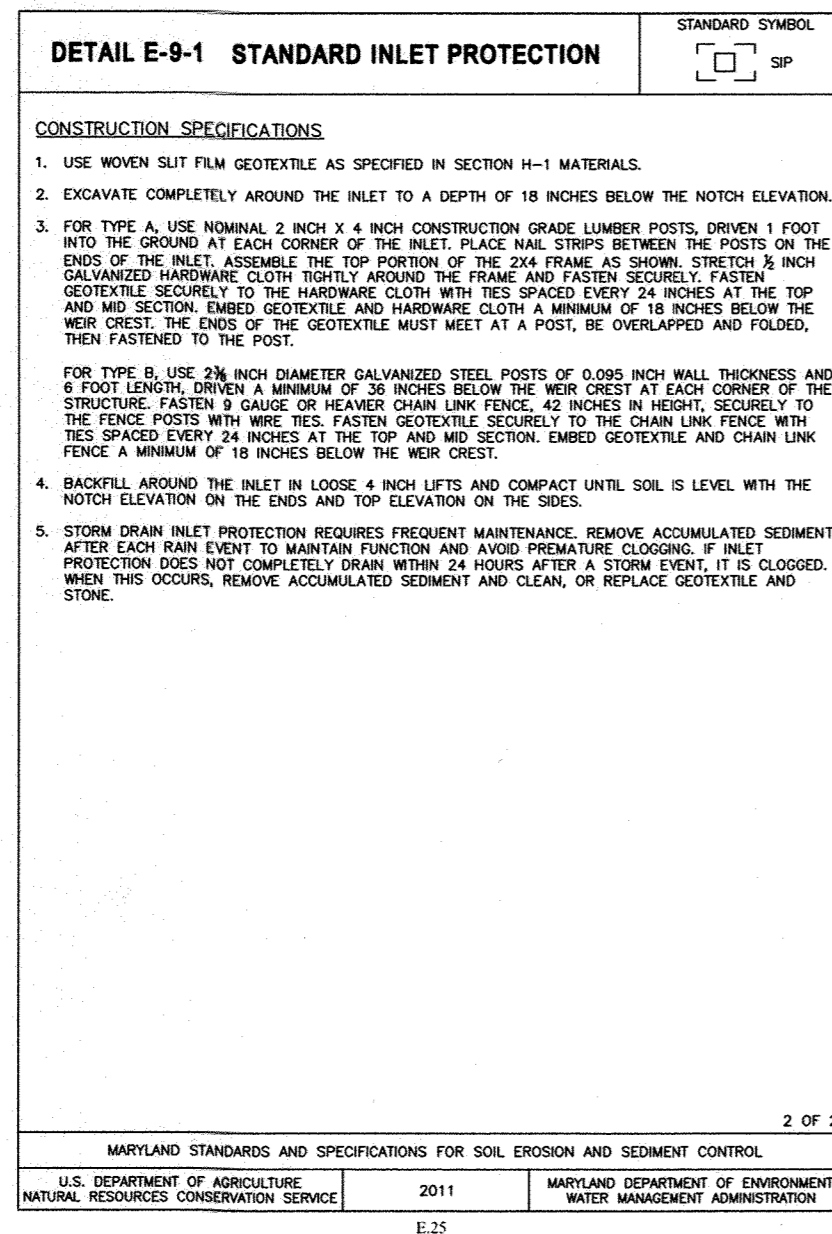 DETAIL E-9-1 STANDARD INLET PROTECTION
STANDARD SYMBOL
SIP
CONSTRUCTION SPECIFICATIONS
1. USE WOVEN SLIT FILM GEOTEXTILE AS SPECIFIED IN SECTION H-1 MATERIALS.
2. EXCAVATE COMPLETELY AROUND THE INLET TO A DEPTH OF 18 INCHES BELOW THE NOTCH ELEVATION.
3. FOR TYPE A, USE NOMINAL 2 INCH X 4 INCH CONSTRUCTION GRADE LUMBER POSTS, DRIVEN 1 FOOT
INTO THE GROUND AT EACH CORNER OF THE INLET. PLACE NAIL STRIPS BETWEEN THE POSTS ON THE
ENDS OF THE INLET. ASSEMBLE THE TOP PORTION OF THE 2X4 FRAME AS SHOWN. STRETCH ½ INCH
GALVANIZED HARDWARE CLOTH TIGHTLY AROUND THE FRAME AND FASTEN SECURELY. FASTEN
GEOTEXTILE SECURELY TO THE HARDWARE CLOTH WITH TIES SPACED EVERY 24 INCHES AT THE TOP
AND MID SECTION. EMBED GEOTEXTILE AND HARDWARE CLOTH A MINIMUM OF 18 INCHES BELOW THE
WEIR CREST. THE ENDS OF THE GEOTEXTILE MUST MEET AT A POST, BE OVERLAPPED AND FOLDED,
THEN FASTENED TO THE POST.
FOR TYPE B, USE 2⅜ INCH DIAMETER GALVANIZED STEEL POSTS OF 0.095 INCH WALL THICKNESS AND
6 FOOT LENGTH, DRIVEN A MINIMUM OF 36 INCHES BELOW THE WEIR CREST AT EACH CORNER OF THE
STRUCTURE. FASTEN 9 GAUGE OR HEAVIER CHAIN LINK FENCE, 42 INCHES IN HEIGHT, SECURELY TO
THE FENCE POSTS WITH WIRE TIES. FASTEN GEOTEXTILE SECURELY TO THE CHAIN LINK FENCE WITH
TIES SPACED EVERY 24 INCHES AT THE TOP AND MID SECTION. EMBED GEOTEXTILE AND CHAIN LINK
FENCE A MINIMUM OF 18 INCHES BELOW THE WEIR CREST.
4. BACKFILL AROUND THE INLET IN LOOSE 4 INCH LIFTS AND COMPACT UNTIL SOIL IS LEVEL WITH THE
NOTCH ELEVATION ON THE ENDS AND TOP ELEVATION ON THE SIDES.
5. STORM DRAIN INLET PROTECTION REQUIRES FREQUENT MAINTENANCE. REMOVE ACCUMULATED SEDIMENT
AFTER EACH RAIN EVENT TO MAINTAIN FUNCTION AND AVOID PREMATURE CLOGGING. IF INLET
PROTECTION DOES NOT COMPLETELY DRAIN WITHIN 24 HOURS AFTER A STORM EVENT, IT IS CLOGGED.
WHEN THIS OCCURS, REMOVE ACCUMULATED SEDIMENT AND CLEAN, OR REPLACE GEOTEXTILE AND
STONE.
2 OF 2
MARYLAND STANDARDS AND SPECIFICATIONS FOR SOIL EROSION AND SEDIMENT CONTROL
U.S. DEPARTMENT OF AGRICULTURE
NATURAL RESOURCES CONSERVATION SERVICE
2011
MARYLAND DEPARTMENT OF ENVIRONMENT
WATER MANAGEMENT ADMINISTRATION
E.25